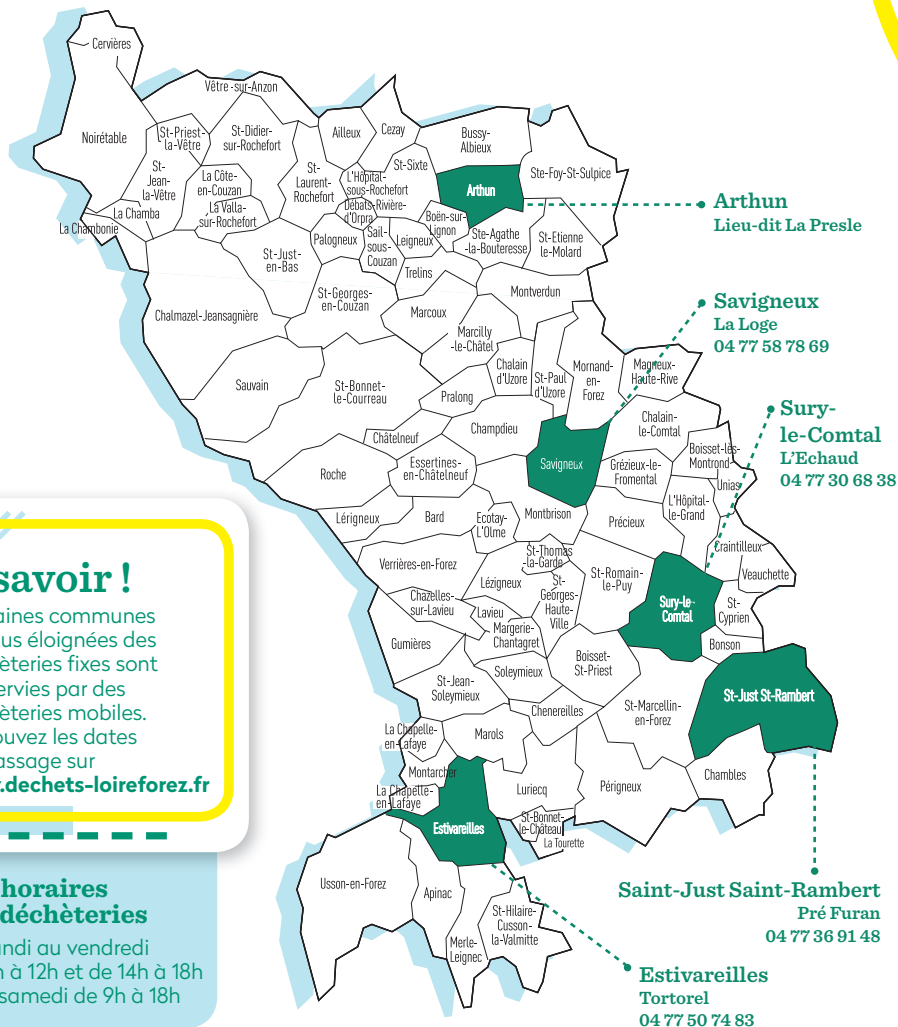 Cervières
Vêtre-sur-Anzon
Noirétable
St-Priest-
la-Vêtre
St-Didier-
sur-Rochefort
Ailleux
Cezay
Bussy-
Albieux
St-
Jean-
la-Vêtre
La Côte-
en-Couzan
St-
Laurent-
Rochefort
L'Hôpital-
sous-Rochefort
St-Sixte
Arthun
Ste-Foy-St-Sulpice
La Chamba
La Chambonie
La Valla-
sur-Rochefort
Débats-Rivière-
d'Orpra
Boën-sur-
Lignon
Palogneux
Sail-
sous-
Couzan
Leigneux
Ste-Agathe
-la-Bouteresse
St-Etienne
le-Molard
St-Just-
en-Bas
Trelins
Chalmazel-Jeansagnière
St-Georges-
en-Couzan
Marcoux
Montverdun
Marcilly
-le-Châtel
Sauvain
St-Bonnet-
le-Courreau
Pralong
Chalain
d'Uzore
St-Paul
d'Uzore
Mornand-
en-
Forez
Magneux-
Haute-Rive
Champdieu
Chalain-
le-Comtal
Châtelneuf
Roche
Essertines-
en-Châtelneuf
Savigneux
Grézieux-le-
Fromental
Boisset-lès-
Montrond
Unias
Lérigneux
Bard
Ecotay-
L'Olme
Montbrison
Précieux
L'Hôpital-
le-Grand
Craintilleux
Verrières-en-Forez
St-Thomas
-la-Garde
Lézigneux
St-
Georges-
Haute-
Ville
St-Romain-
le-Puy
Veauchette
Chazelles-
sur-Lavieu
Lavieu
Sury-le
Comtal
St-
Cyprien
Gumières
Margerie-
Chantagret
Bonson
St-Jean-
Soleymieux
Soleymieux
Boisset-
St-Priest
St-Just St-Rambert
Chenereilles
St-Marcellin-
en-Forez
La Chapelle-
en-Lafaye
Marols
Montarcher
Chambles
La Chapelle-
en-Lafaye
Luriecq
Périgneux
Estivareilles
St-Bonnet-
le-Château
La Tourette
Usson-en-Forez
Apinac
St-Hilaire-
Cusson-
la-Valmitte
Merle-
Leignec
Arthun
Lieu-dit La Presle
Savigneux
La Loge
04 77 58 78 69
Sury-
le-Comtal
L'Echaud
04 77 30 68 38
Saint-Just Saint-Rambert
Pré Furan
04 77 36 91 48
Estivareilles
Tortorel
04 77 50 74 83
savoir !
aines communes
us éloignées des
èteries fixes sont
ervies par des
èteries mobiles.
ouvez les dates
assage sur
.dechets-loireforez.fr
horaires
déchèteries
undi au vendredi
h à 12h et de 14h à 18h
samedi de 9h à 18h